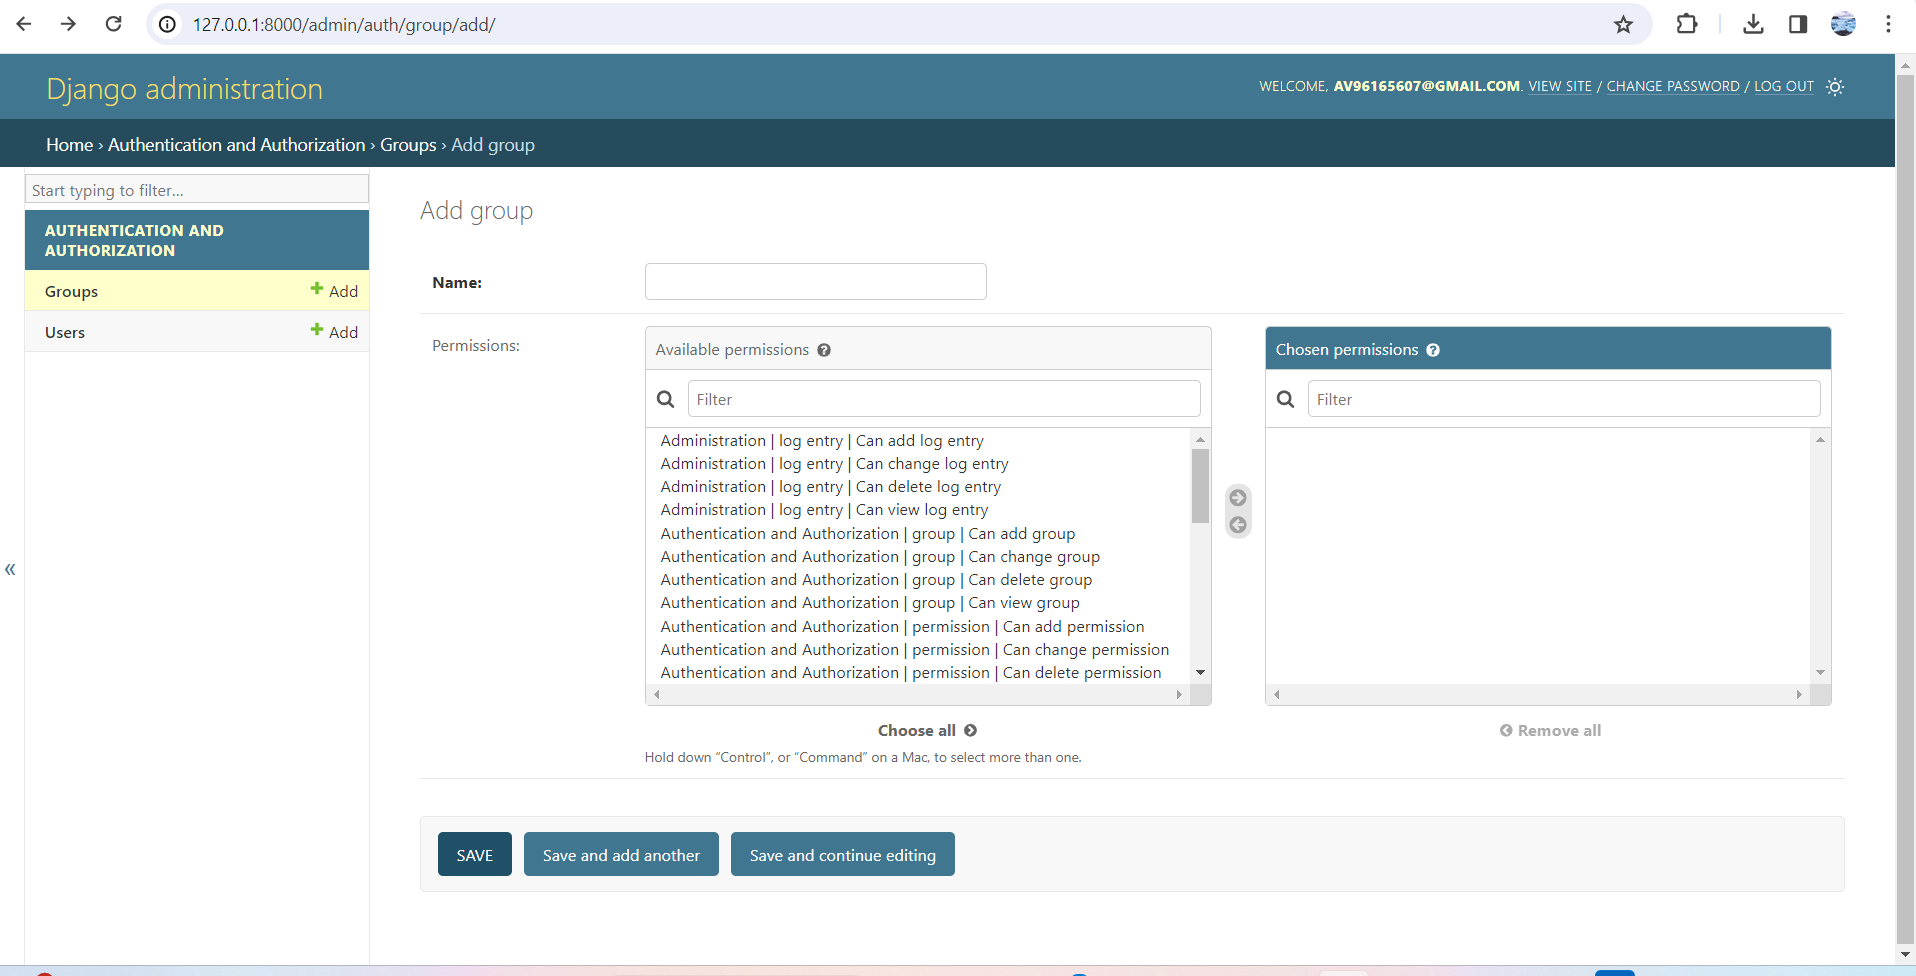 127.0.0.1:8000/admin/auth/group/add/
Django administration
WELCOME, AV96165607@GMAIL.COM. VIEW SITE / CHANGE PASSWORD / LOG OUT
Home › Authentication and Authorization › Groups › Add group
Start typing to filter...
AUTHENTICATION AND
AUTHORIZATION
Groups + Add
Users + Add
«
Add group
Name:
Permissions:
Available permissions ?
Filter
Administration | log entry | Can add log entry
Administration | log entry | Can change log entry
Administration | log entry | Can delete log entry
Administration | log entry | Can view log entry
Authentication and Authorization | group | Can add group
Authentication and Authorization | group | Can change group
Authentication and Authorization | group | Can delete group
Authentication and Authorization | group | Can view group
Authentication and Authorization | permission | Can add permission
Authentication and Authorization | permission | Can change permission
Authentication and Authorization | permission | Can delete permission
Choose all
Hold down “Control”, or “Command” on a Mac, to select more than one.
Chosen permissions ?
Filter
Remove all
SAVE
Save and add another
Save and continue editing